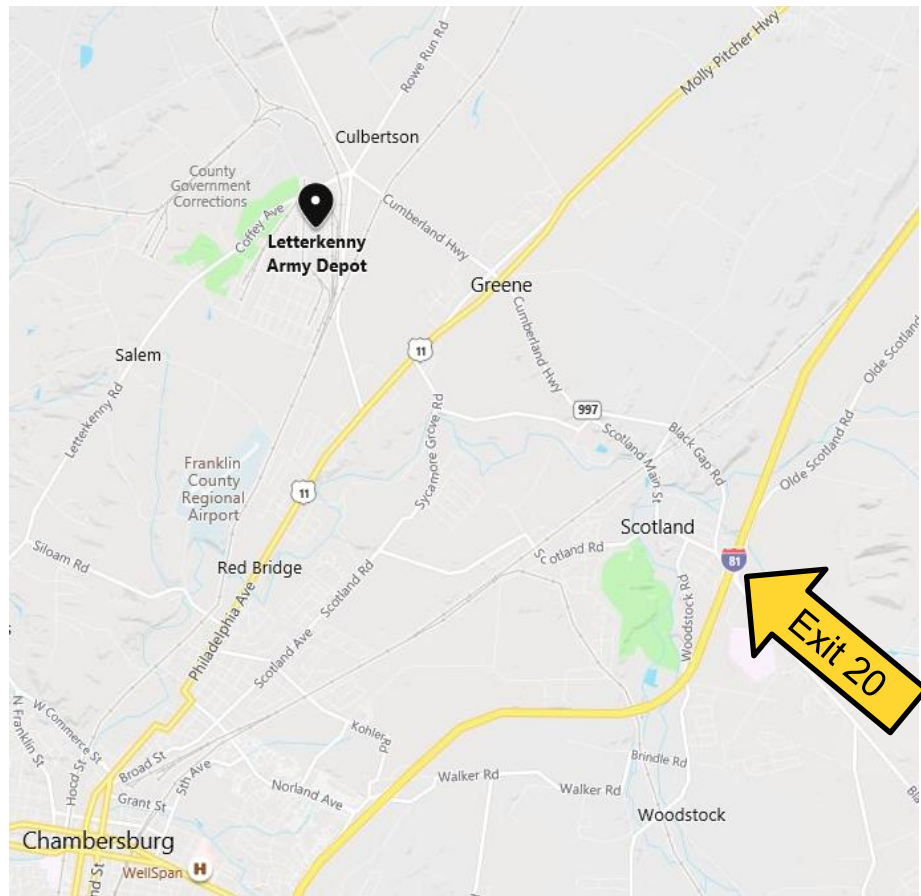 Rowe Run Rd
Molly Pitcher Hwy
Culbertson
County
Government
Corrections
Coffey Ave
Cumberland Hwy
Letterkenny
Army Depot
Greene
Cumberland Hwy
Salem
11
Olde Scotland
Letterkenny Rd
997
Black Gap Rd
Scotland Main St
Sycamore Grove Rd
Olde Scotland Rd
Franklin
County
Regional
Airport
11
Scotland
Siloam Rd
S
cotland Rd
81
Red Bridge
Scotland Rd
Woodstock Rd
Exit 20
Philadelphia Ave
Scotland Ave
N Franklin St
W Commerce St
Kohler Rd
Broad St
5th Ave
Hood St
Norland Ave
Walker Rd
Brindle Rd
Walker Rd
Grant St
Woodstock
Chambersburg
WellSpan
H
nd St